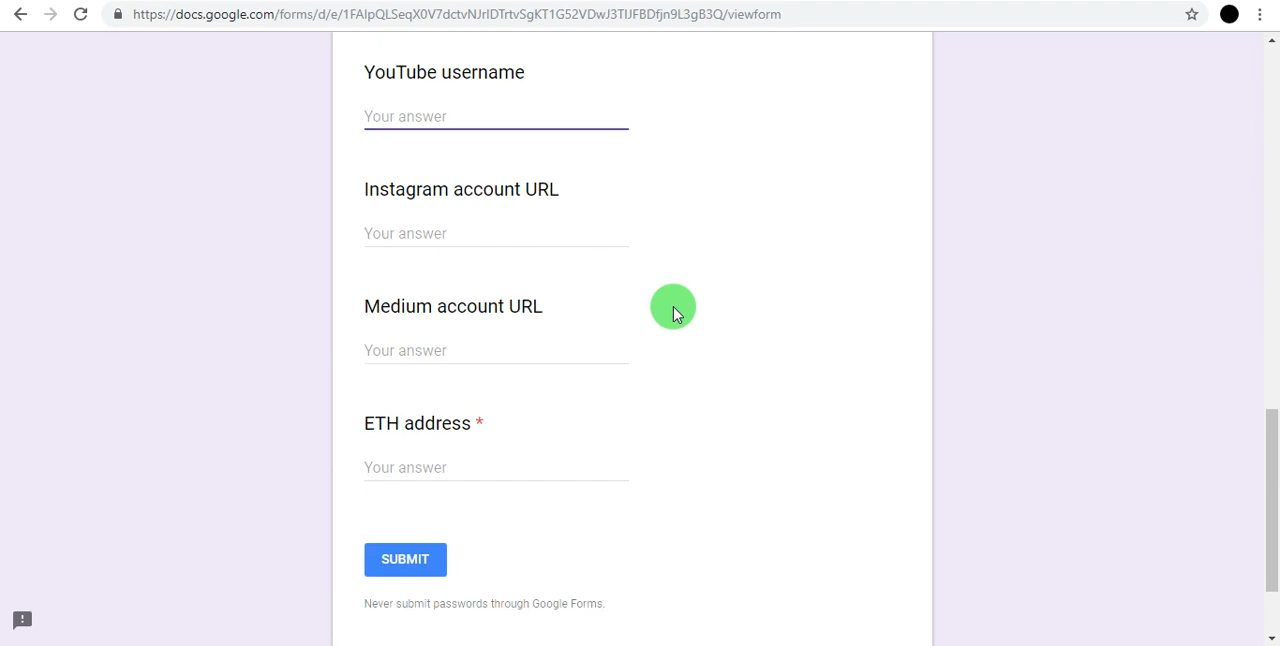 https://docs.google.com/forms/d/e/1FAIpQLSeqX0V7dctvNJrIDTrtvSgKT1G52VDwJ3TIJFBDfjn9L3gB3Q/viewform
YouTube username
Your answer
Instagram account URL
Your answer
Medium account URL
Your answer
ETH address *
Your answer
SUBMIT
Never submit passwords through Google Forms.